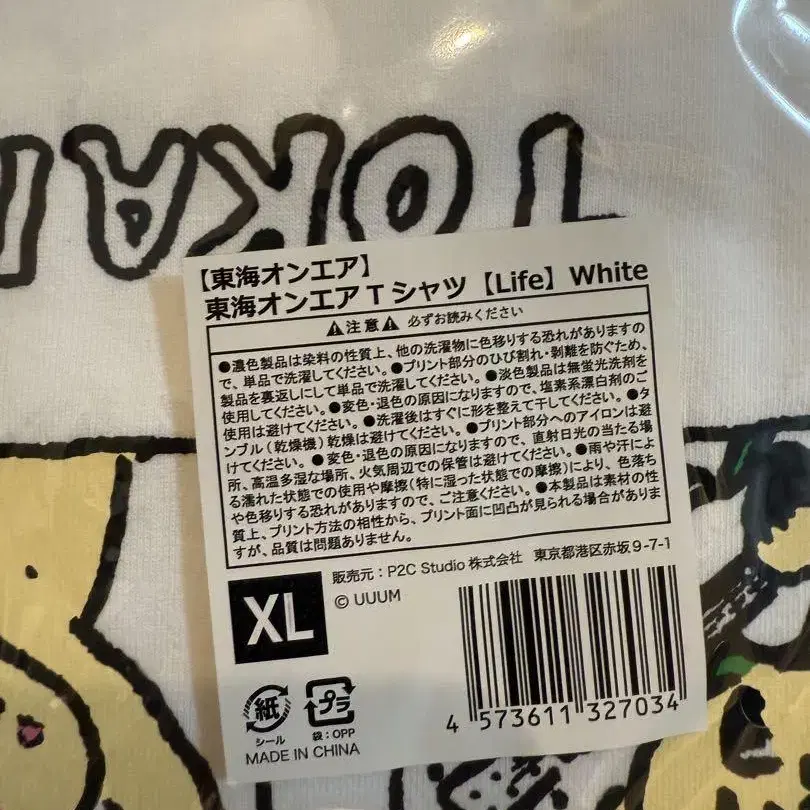 TOKAI
【東海オンエア】
東海オンエアTシャツ【Life】White
⚠注意⚠ 必ずお読みください
●濃色製品は染料の性質上、他の洗濯物に色移りする恐れがありますの
で、単品で洗濯してください。●プリント部分のひび割れ・剥離を防ぐため、
製品を裏返しにして単品で洗濯してください。●淡色製品は無蛍光洗剤を
使用してください。●変色・退色の原因になりますので、塩素系漂白剤のご
使用は避けてください。●洗濯後はすぐに形を整えて干してください。●タ
ンブル（乾燥機）乾燥は避けてください。●プリント部分へのアイロンは避
けてください。●変色・退色の原因になりますので、直射日光の当たる場
所、高温多湿な場所、火気周辺での保管は避けてください。●雨や汗によ
る濡れた状態での使用や摩擦（特に湿った状態での摩擦）により、色落ち
や色移りする恐れがありますので、ご注意ください。●本製品は素材の性
質上、プリント方法の相性から、プリント面に凹凸が見られる場合がありま
すが、品質は問題ありません。
販売元：P2C Studio株式会社 東京都港区赤坂9-7-1
© UUUM
XL
紙
シール
プラ
袋：OPP
MADE IN CHINA
4 573611 327034